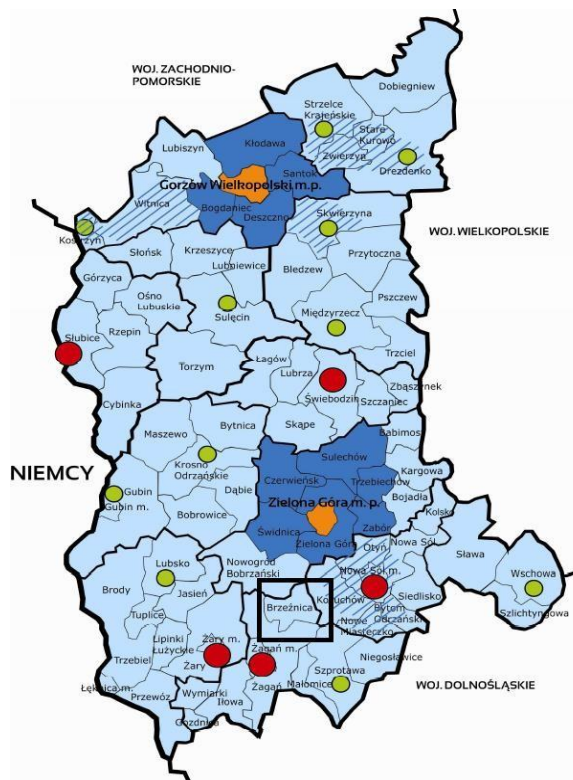 WOJ. ZACHODNIO-
POMORSKIE
Dobiegniew
Strzelce
Krajeńskie
Stare
Kurowo
Zwierzyn
Drezdenko
Kłodawa
Lubiszyn
Santok
Gorzów Wielkopolski m.p.
Witnica
Bogdaniec
Deszczno
Skwierzyna
Kostrzyn
WOJ. WIELKOPOLSKIE
Słońsk
Krzeszyce
Lubniewice
Bledzew
Przytoczna
Górzyca
Ośno
Lubuskie
Sulęcin
Pszczew
Międzyrzecz
Słubice
Rzepin
Trzciel
Torzym
Łagów
Lubrza
Zbąszynek
Świebodzin
Szczaniec
Cybinka
Skąpe
Bytnica
Maszewo
Babimost
Sulechów
NIEMCY
Krosno
Odrzańskie
Kargowa
Czerwieńsk
Trzebiechów
Dąbie
Bojadła
Gubin
Gubin m.
Zielona Góra m.p.
Kolsko
Bobrowice
Zabór
Świdnica
Zielona Góra
Otyń
Nowa Sól
Sława
Nowogród
Bobrzański
Lubsko
Nowa Sól m.
Wschowa
Brody
Jasień
Siedlisko
Brzeźnica
Kożuchów
Bytom
Odrzański
Szlichtyngowa
Tuplice
Nowe
Miasteczko
Lipinki
Łużyckie
Żary m.
Żagań m.
Niegosławice
Trzebiel
Żary
Szprotawa
Małomice
Żagań
WOJ. DOLNOŚLĄSKIE
Łęknica m.
Przewóz
Wymiarki
Iłowa
Gozdnica